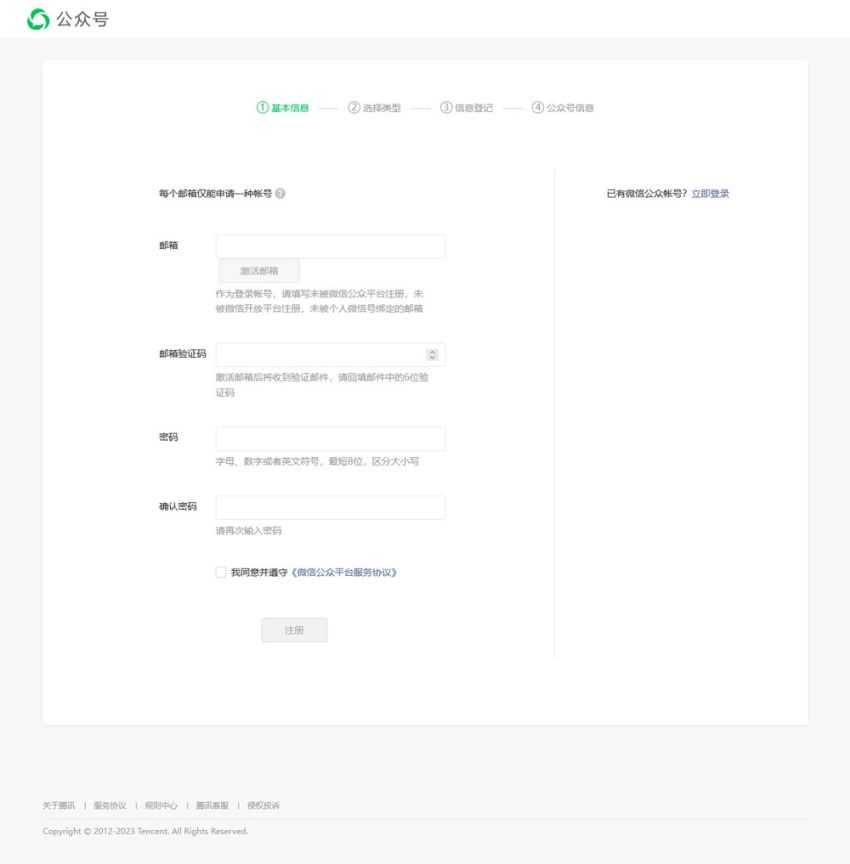 公众号
① 基本信息 ② 选择类型 ③ 信息登记 ④ 公众号信息
每个邮箱仅能申请一种帐号 ?
已有微信公众帐号？立即登录
邮箱
激活邮箱
作为登录帐号，请填写未被微信公众平台注册，未
被微信开放平台注册，未被个人微信号绑定的邮箱
邮箱验证码
激活邮箱后将收到验证邮件，请回填邮件中的6位验
证码
密码
字母、数字或者英文符号，最短8位，区分大小写
确认密码
请再次输入密码
我同意并遵守《微信公众平台服务协议》
注册
关于腾讯 | 服务协议 | 规则中心 | 腾讯客服 | 侵权投诉
Copyright © 2012-2023 Tencent. All Rights Reserved.